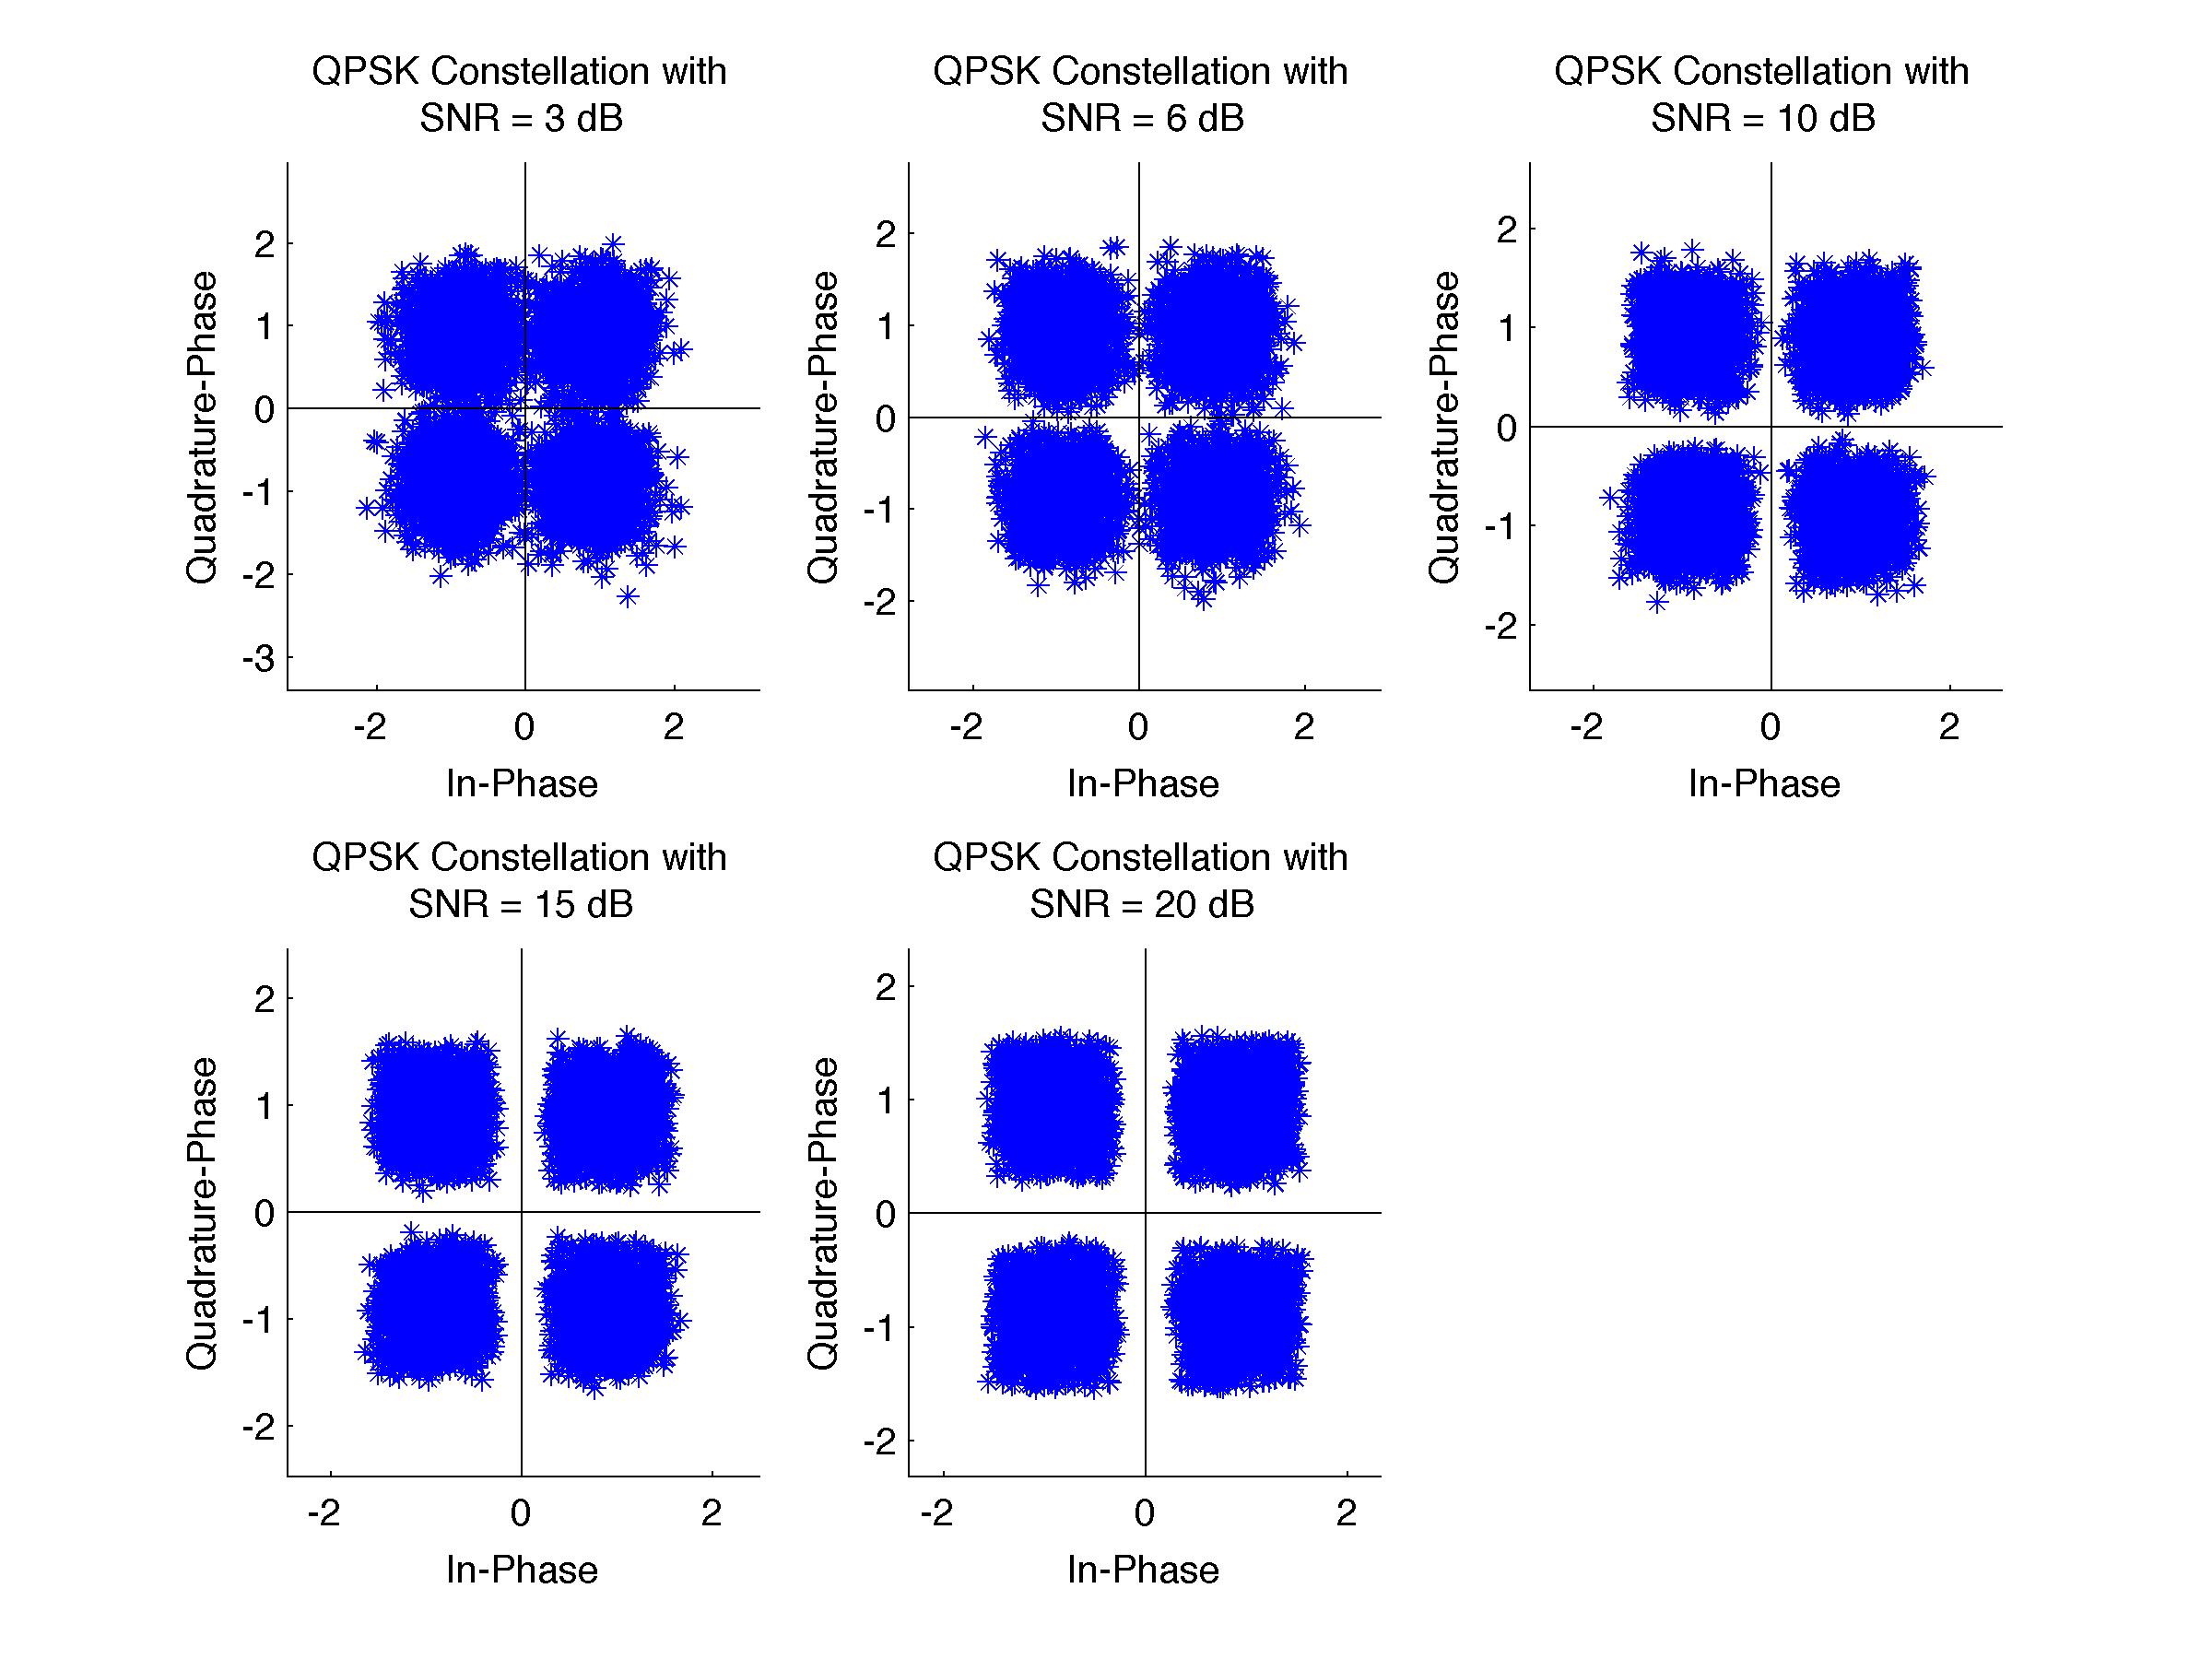 QPSK Constellation with
SNR = 3 dB
Quadrature-Phase
2
1
0
-1
-2
-3
-2
0
2
In-Phase
QPSK Constellation with
SNR = 6 dB
Quadrature-Phase
2
1
0
-1
-2
-2
0
2
In-Phase
QPSK Constellation with
SNR = 10 dB
Quadrature-Phase
2
1
0
-1
-2
-2
0
2
In-Phase
QPSK Constellation with
SNR = 15 dB
Quadrature-Phase
2
1
0
-1
-2
-2
0
2
In-Phase
QPSK Constellation with
SNR = 20 dB
Quadrature-Phase
2
1
0
-1
-2
-2
0
2
In-Phase